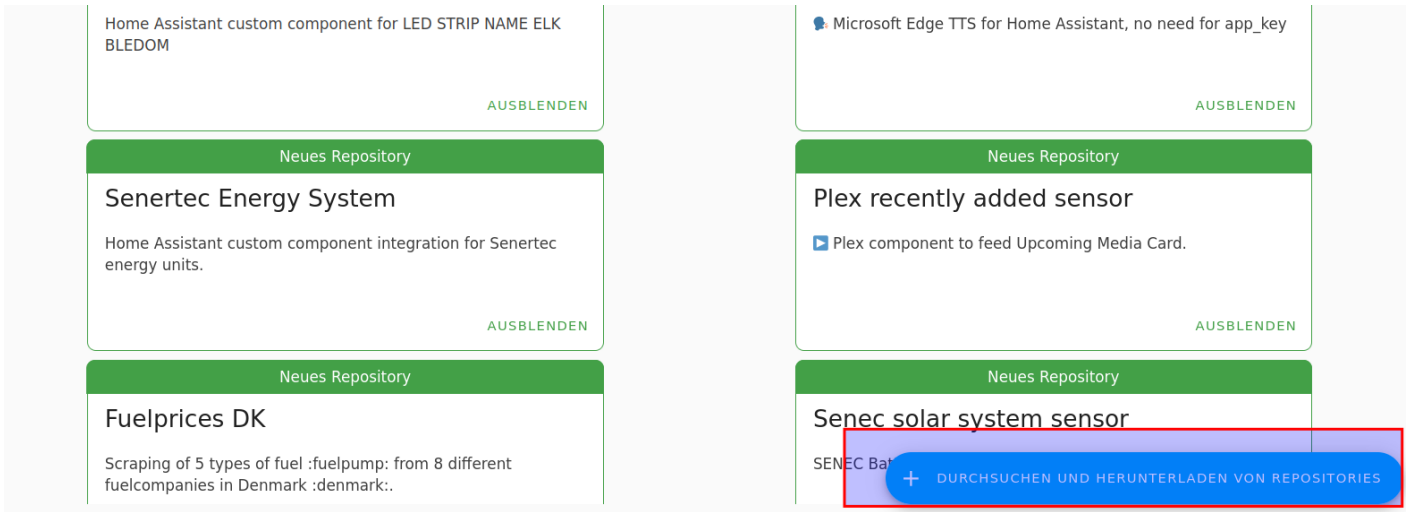 Home Assistant custom component for LED STRIP NAME ELK
BLEDOM
AUSBLENDEN
Microsoft Edge TTS for Home Assistant, no need for app_key
AUSBLENDEN
Neues Repository
Senertec Energy System
Home Assistant custom component integration for Senertec
energy units.
AUSBLENDEN
Neues Repository
Plex recently added sensor
Plex component to feed Upcoming Media Card.
AUSBLENDEN
Neues Repository
Fuelprices DK
Scraping of 5 types of fuel :fuelpump: from 8 different
fuelcompanies in Denmark :denmark:.
Neues Repository
Senec solar system sensor
SENEC Bat
+ DURCHSUCHEN UND HERUNTERLADEN VON REPOSITORIES